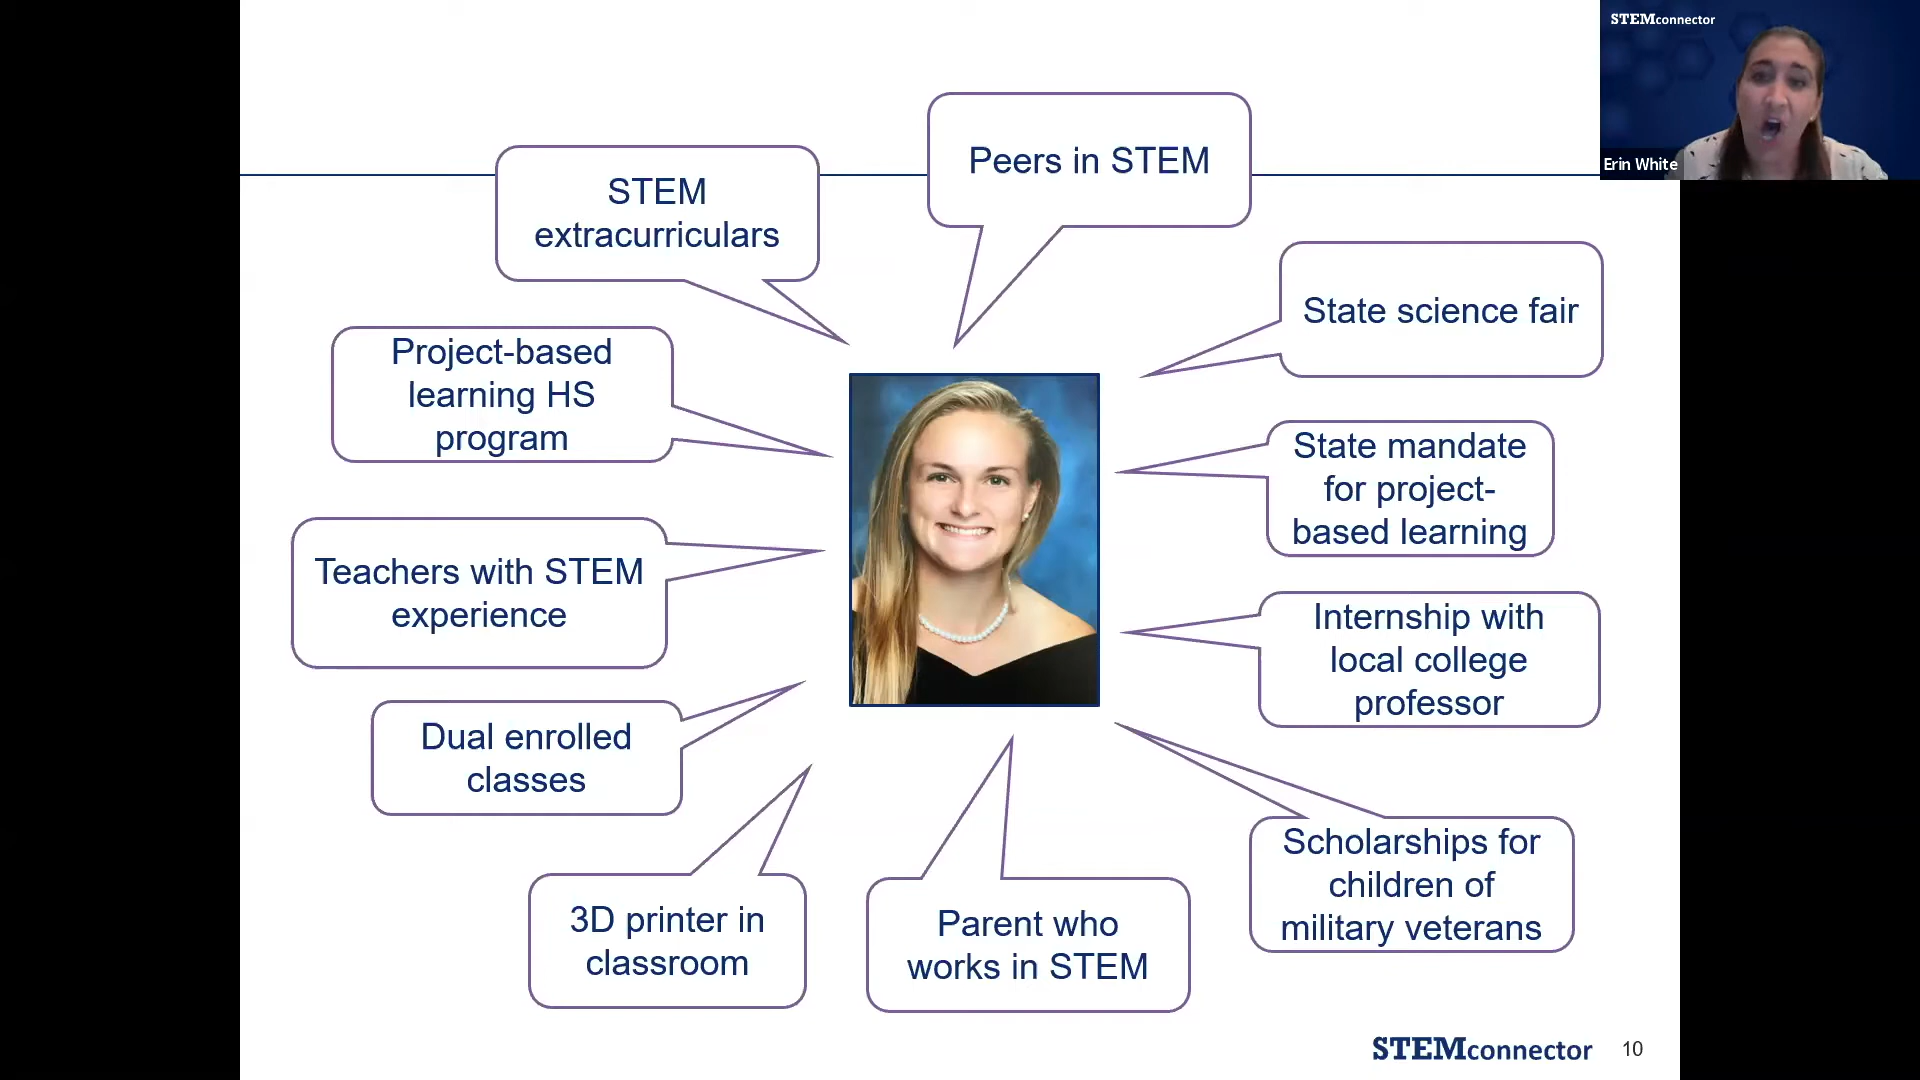 STEMconnector
Erin White
Peers in STEM
STEM
extracurriculars
State science fair
Project-based
learning HS
program
State mandate
for project-
based learning
Teachers with STEM
experience
Internship with
local college
professor
Dual enrolled
classes
Scholarships for
children of
military veterans
3D printer in
classroom
Parent who
works in STEM
STEMconnector 10